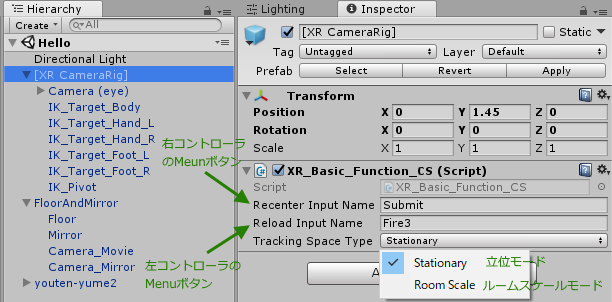 Hierarchy
Create
All
Hello
Directional Light
[XR CameraRig]
Camera (eye)
IK_Target_Body
IK_Target_Hand_L
IK_Target_Hand_R
IK_Target_Foot_L
IK_Target_Foot_R
IK_Pivot
FloorAndMirror
Floor
Mirror
Camera_Movie
Camera_Mirror
youten-yume2
右コントローラ
のMeunボタン
左コントローラの
Menuボタン
Lighting
Inspector
[XR CameraRig]
Static
Tag Untagged Layer Default
Prefab Select Revert Apply
Transform
Position X 0 Y 1.45 Z 0
Rotation X 0 Y 0 Z 0
Scale X 1 Y 1 Z 1
XR_Basic_Function_CS (Script)
Script XR_Basic_Function_CS
Recenter Input Name Submit
Reload Input Name Fire3
Tracking Space Type Stationary
A
Stationary 立位モード
Room Scale ルームスケールモード